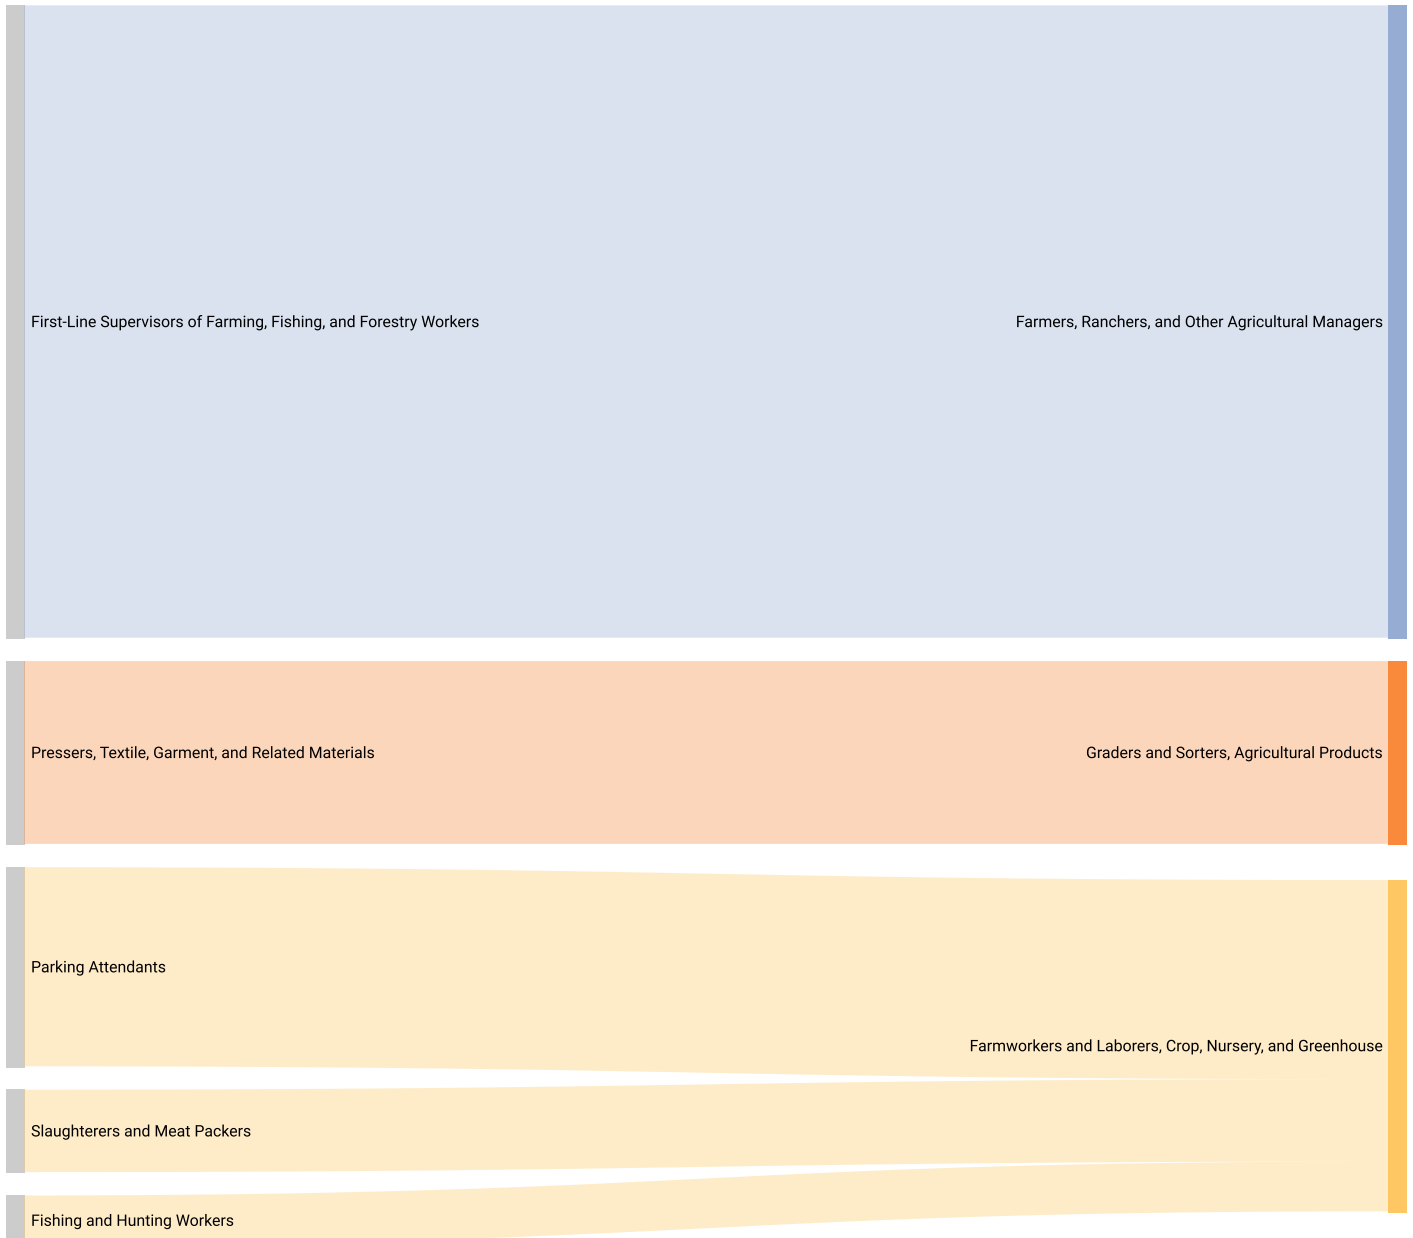 First-Line Supervisors of Farming, Fishing, and Forestry Workers
Farmers, Ranchers, and Other Agricultural Managers
Pressers, Textile, Garment, and Related Materials
Graders and Sorters, Agricultural Products
Parking Attendants
Farmworkers and Laborers, Crop, Nursery, and Greenhouse
Slaughterers and Meat Packers
Fishing and Hunting Workers